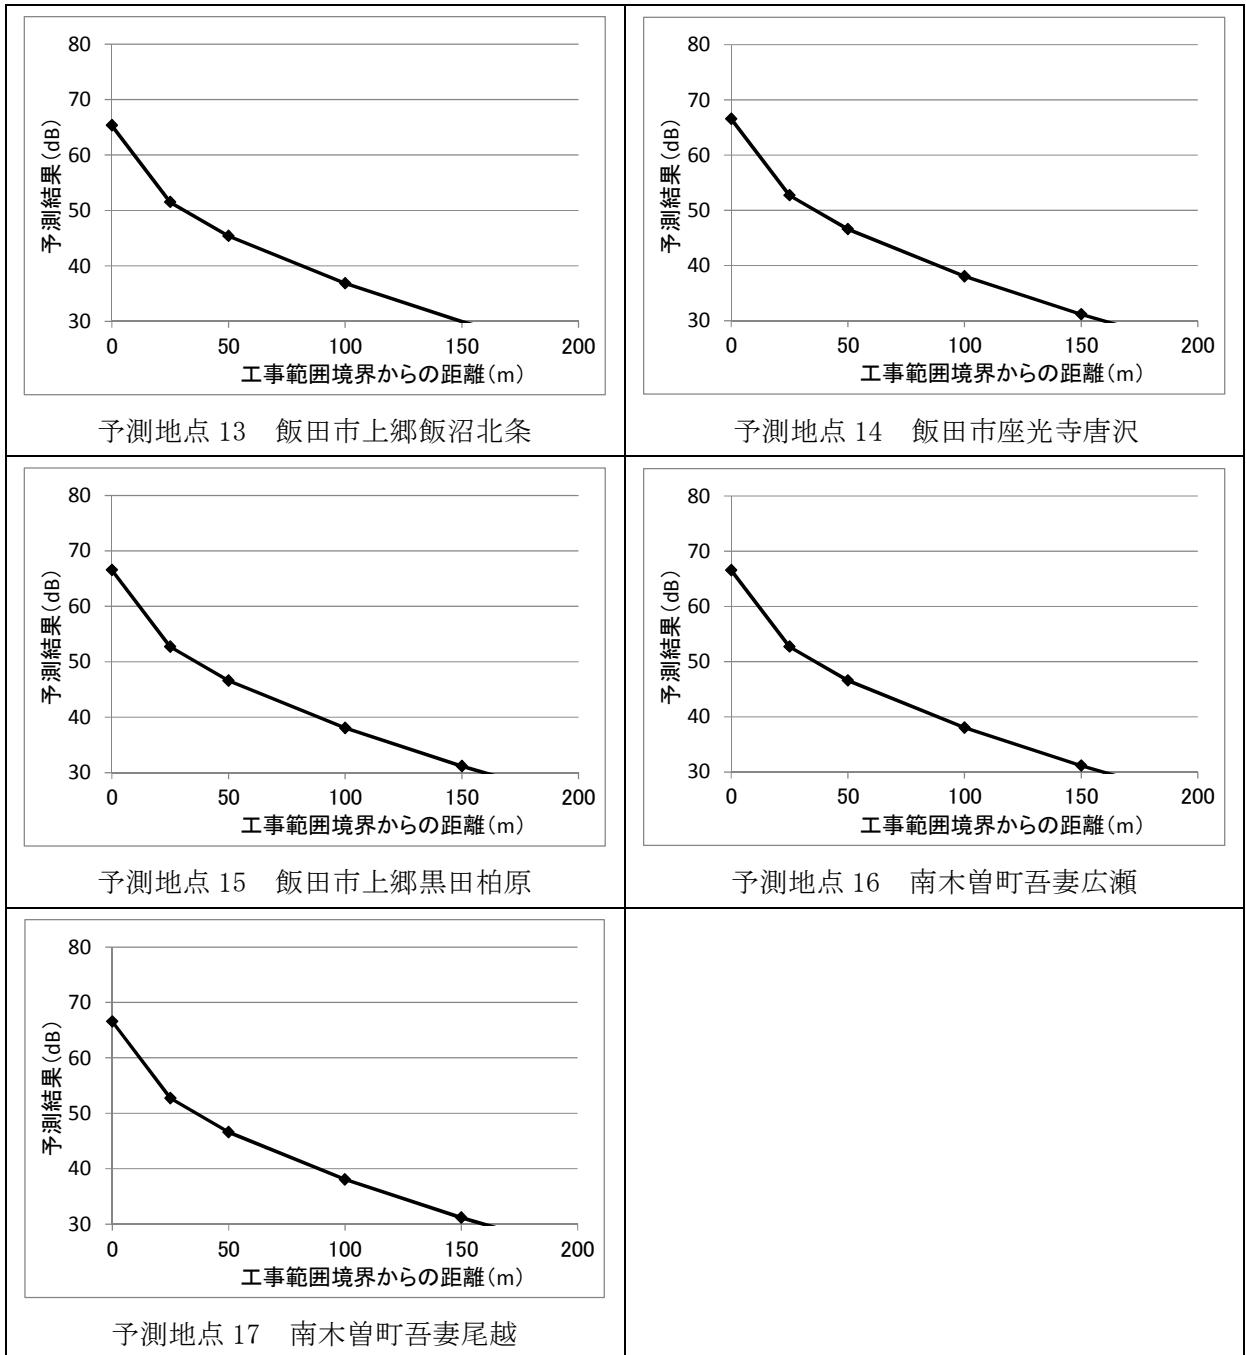 80
70
60
50
40
30
予測結果(dB)
0 50 100 150 200
工事範囲境界からの距離(m)
予測地点 13 飯田市上郷飯沼北条
80
70
60
50
40
30
予測結果(dB)
0 50 100 150 200
工事範囲境界からの距離(m)
予測地点 14 飯田市座光寺唐沢
80
70
60
50
40
30
予測結果(dB)
0 50 100 150 200
工事範囲境界からの距離(m)
予測地点 15 飯田市上郷黒田柏原
80
70
60
50
40
30
予測結果(dB)
0 50 100 150 200
工事範囲境界からの距離(m)
予測地点 16 南木曽町吾妻広瀬
80
70
60
50
40
30
予測結果(dB)
0 50 100 150 200
工事範囲境界からの距離(m)
予測地点 17 南木曽町吾妻尾越